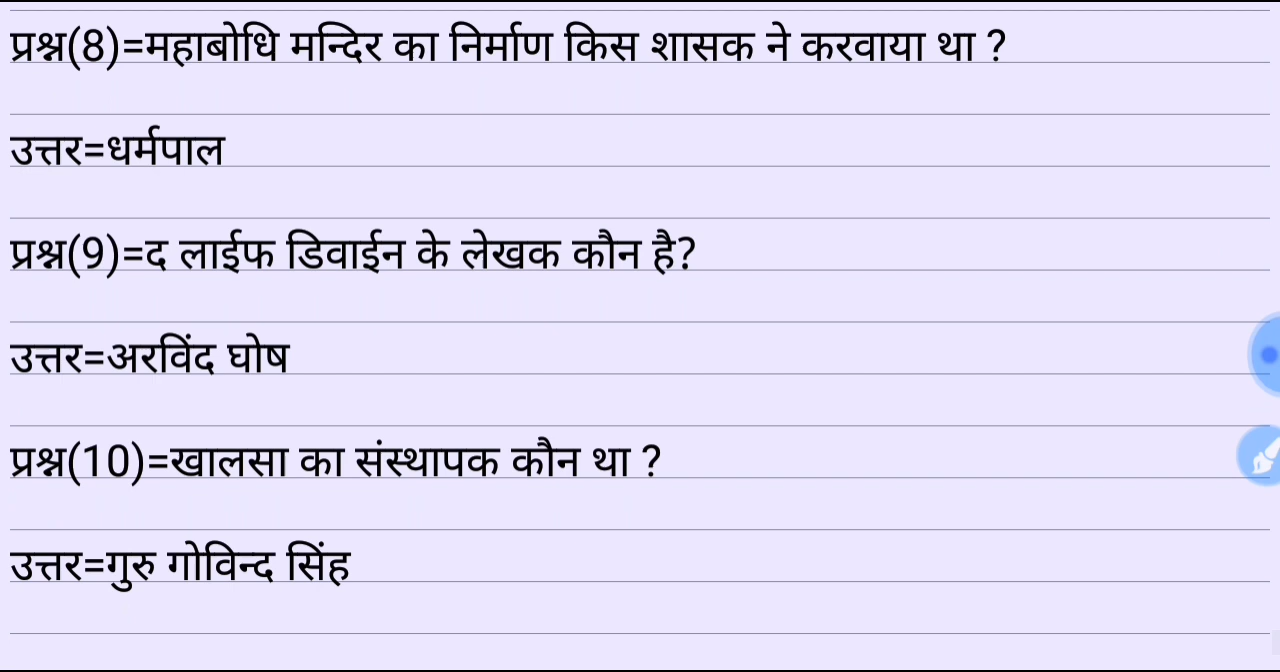 प्रश्न(8)=महाबोधि मन्दिर का निर्माण किस शासक ने करवाया था ?
उत्तर=धर्मपाल
प्रश्न(9)=द लाईफ डिवाईन के लेखक कौन है?
उत्तर=अरविंद घोष
प्रश्न(10)=खालसा का संस्थापक कौन था ?
उत्तर=गुरु गोविन्द सिंह